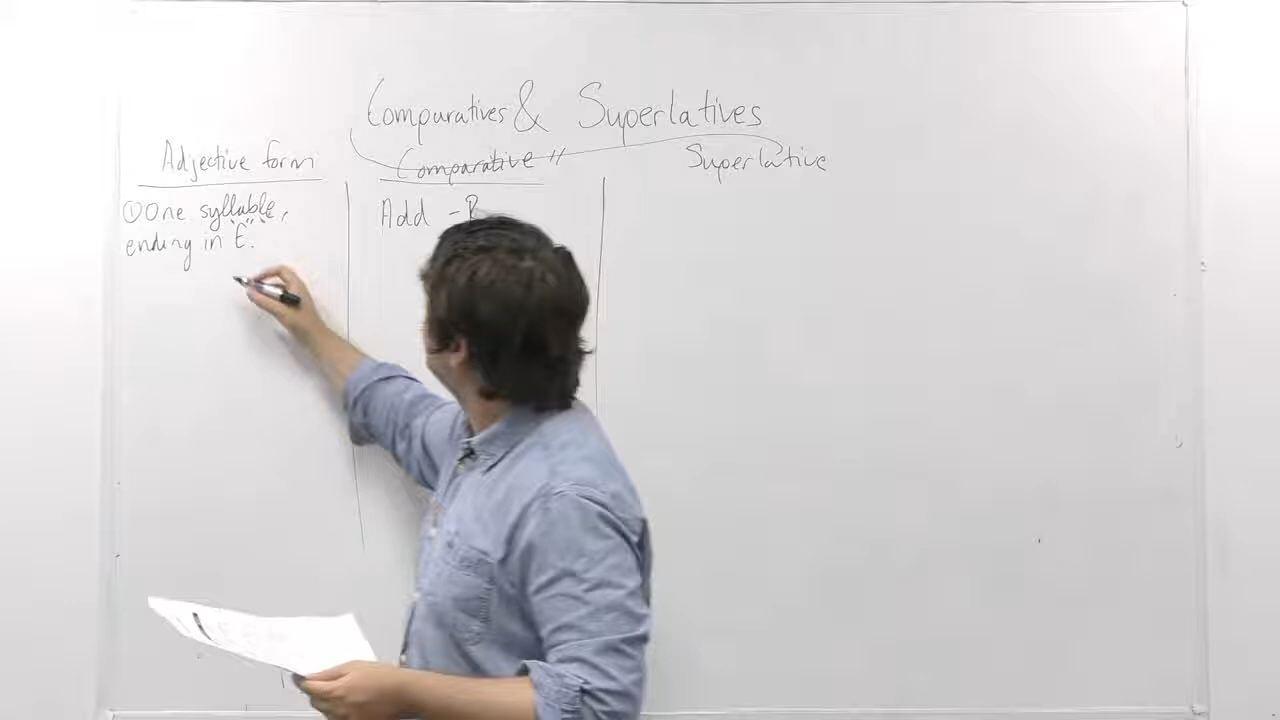 Comparatives & Superlatives
Adjective form
Comparative
Superlative
①One syllable,
ending in "E".
Add -R